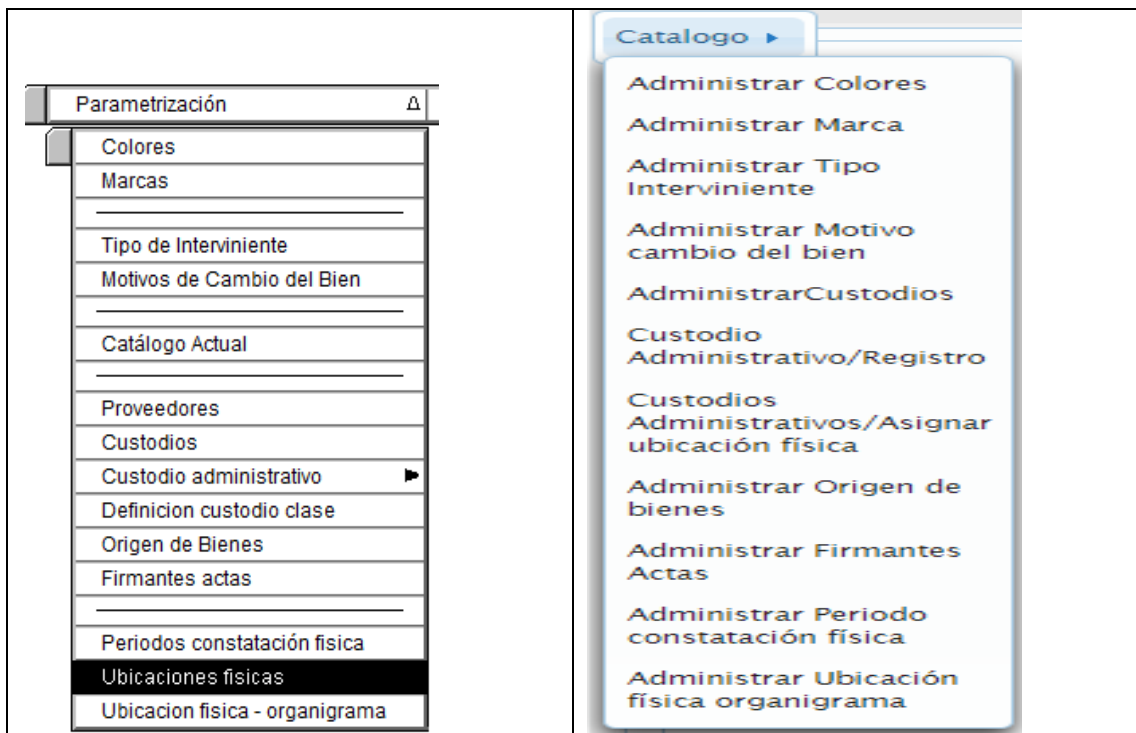 Parametrización
Colores
Marcas
Tipo de Interviniente
Motivos de Cambio del Bien
Catálogo Actual
Proveedores
Custodios
Custodio administrativo
Definicion custodio clase
Origen de Bienes
Firmantes actas
Periodos constatación fisica
Ubicaciones fisicas
Ubicacion fisica - organigrama
Catalogo
Administrar Colores
Administrar Marca
Administrar Tipo
Interviniente
Administrar Motivo
cambio del bien
AdministrarCustodios
Custodio
Administrativo/Registro
Custodios
Administrativos/Asignar
ubicación física
Administrar Origen de
bienes
Administrar Firmantes
Actas
Administrar Periodo
constatación física
Administrar Ubicación
física organigrama